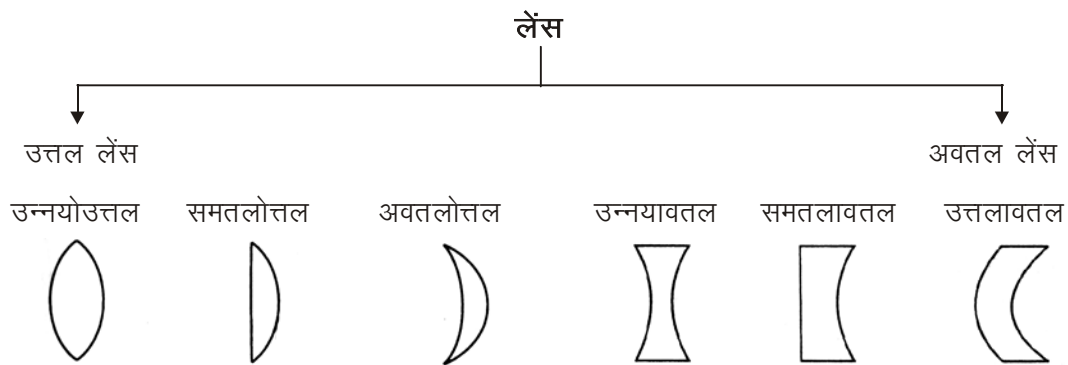 लेंस
उत्तल लेंस अवतल लेंस
उन्नयोउत्तल समतलोत्तल अवतलोत्तल उन्नयावतल समतलावतल उत्तलावतल